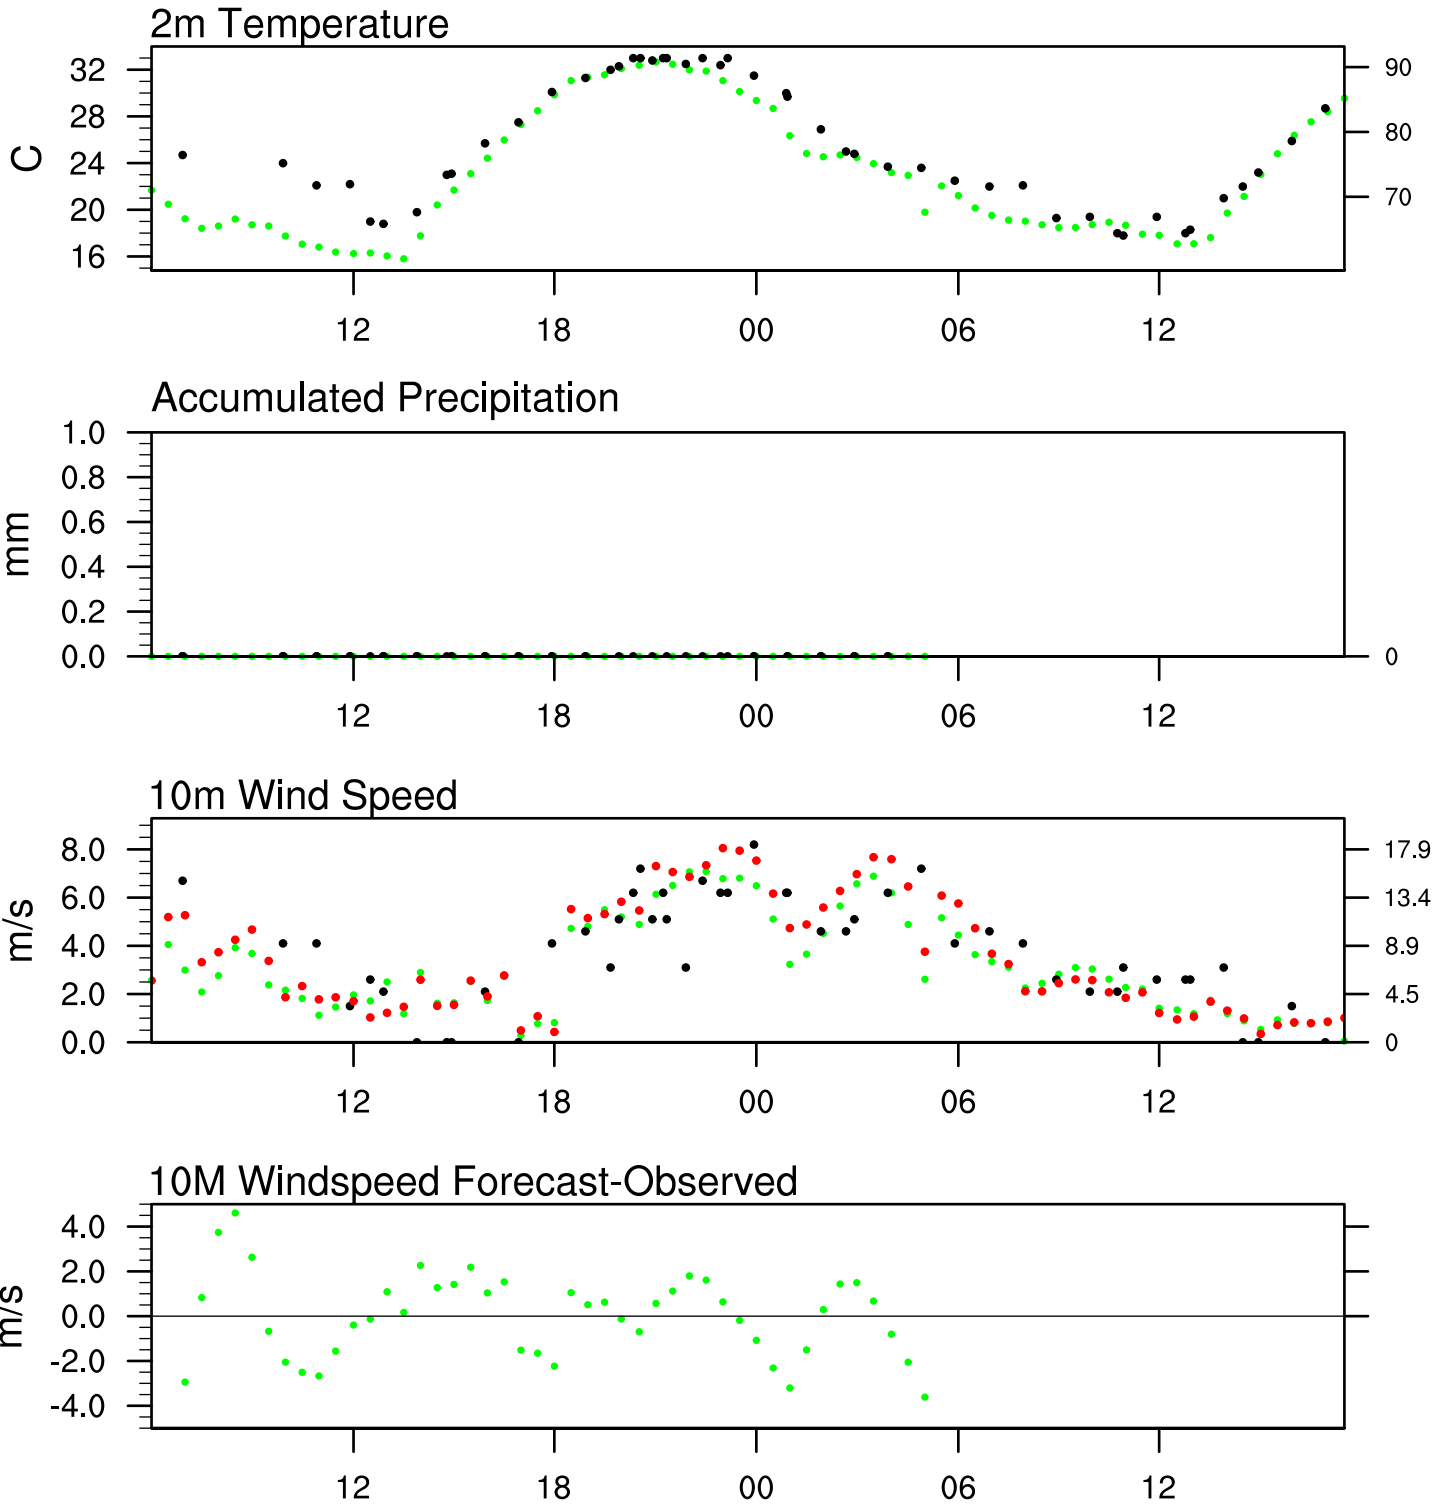 2m Temperature
32
28
24
20
16
C
90
80
70
12 18 00 06 12
Accumulated Precipitation
1.0
0.8
0.6
0.4
0.2
0.0
mm
0
12 18 00 06 12
10m Wind Speed
8.0
6.0
4.0
2.0
0.0
m/s
17.9
13.4
8.9
4.5
0
12 18 00 06 12
10M Windspeed Forecast-Observed
4.0
2.0
0.0
-2.0
-4.0
m/s
12 18 00 06 12